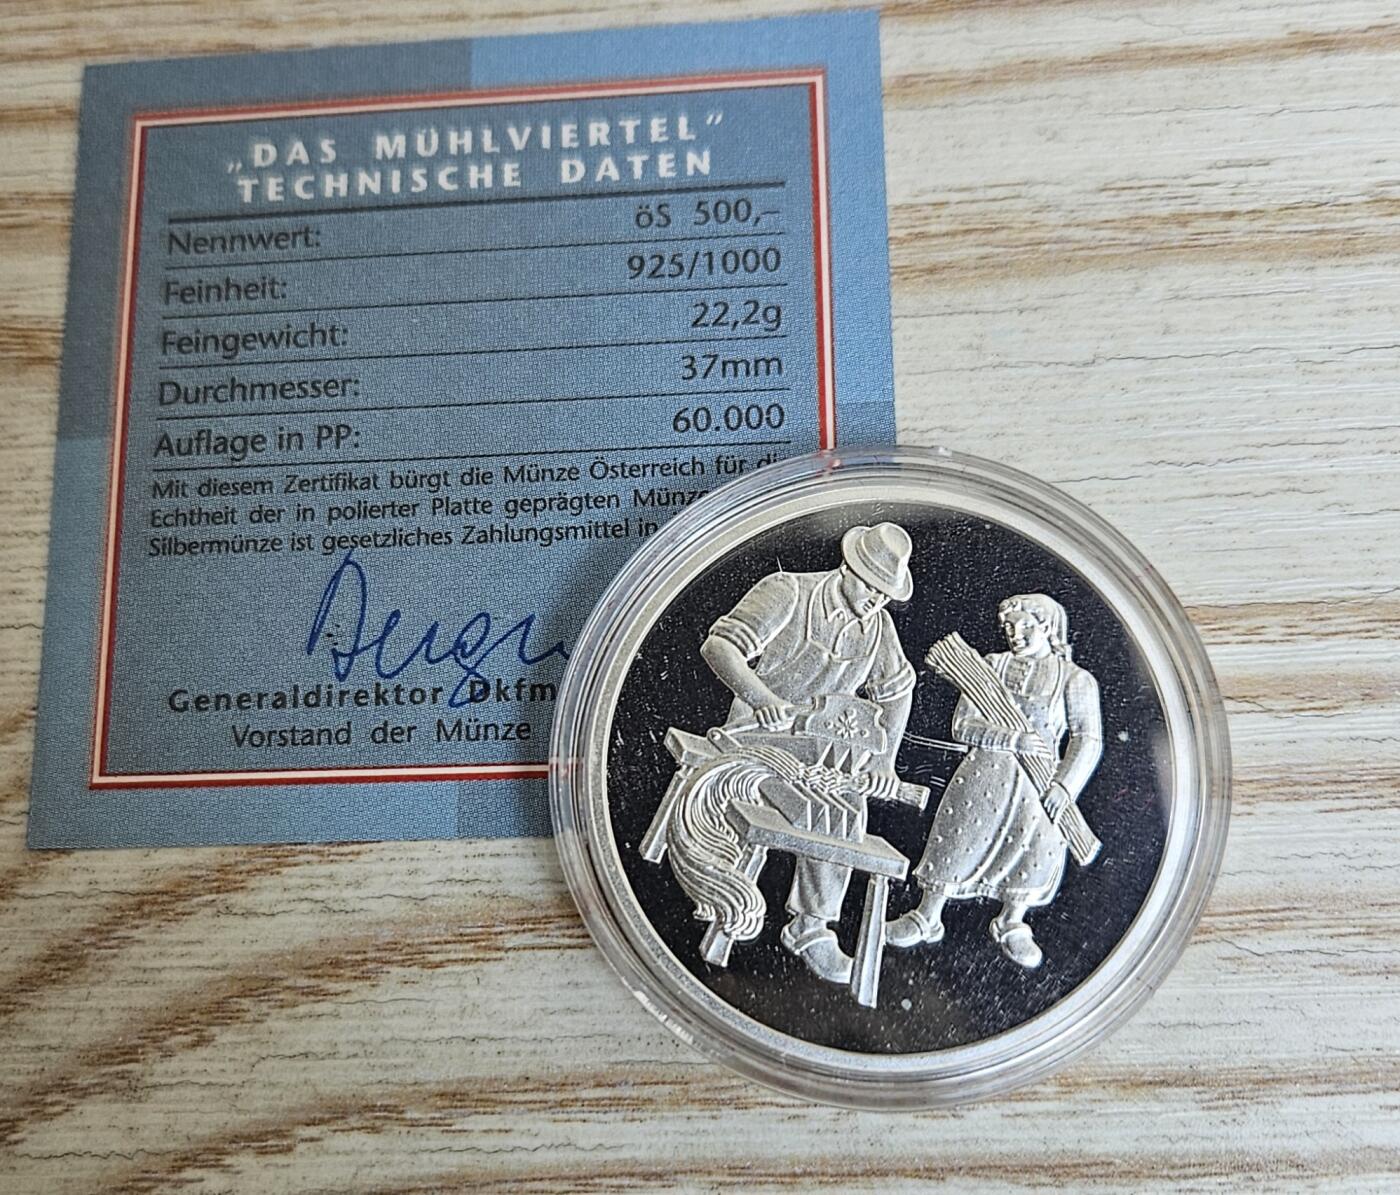 „DAS MÜHLVIERTEL"
TECHNISCHE DATEN
Nennwert: öS 500,–
Feinheit: 925/1000
Feingewicht: 22,2g
Durchmesser: 37mm
Auflage in PP: 60.000
Mit diesem Zertifikat bürgt die Münze Österreich für
Echtheit der in polierter Platte geprägten
Silbermünze ist gesetzliches Zahlungsmittel in
Generaldirektor Dkfm
Vorstand der Münze